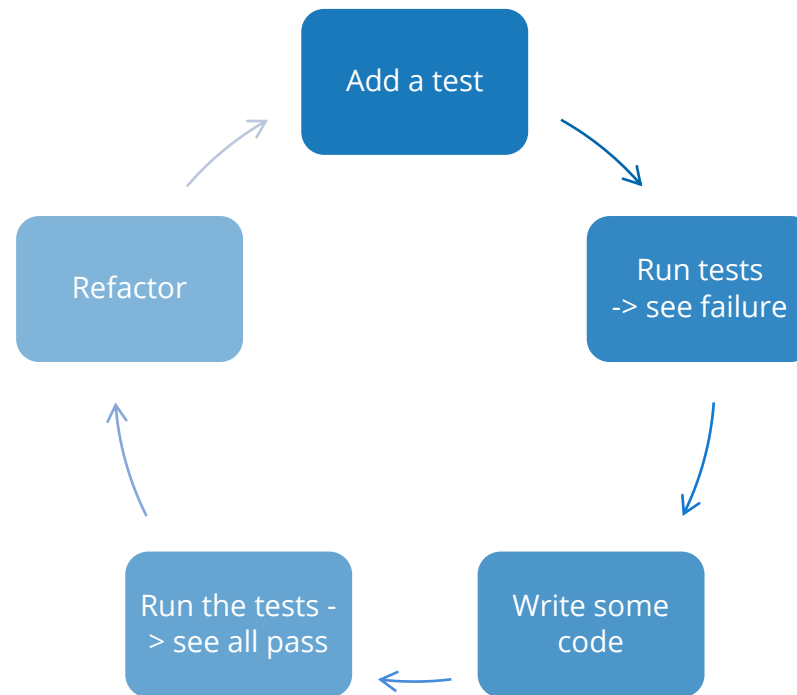 Add a test
Run tests
-> see failure
Write some
code
Run the tests -
> see all pass
Refactor